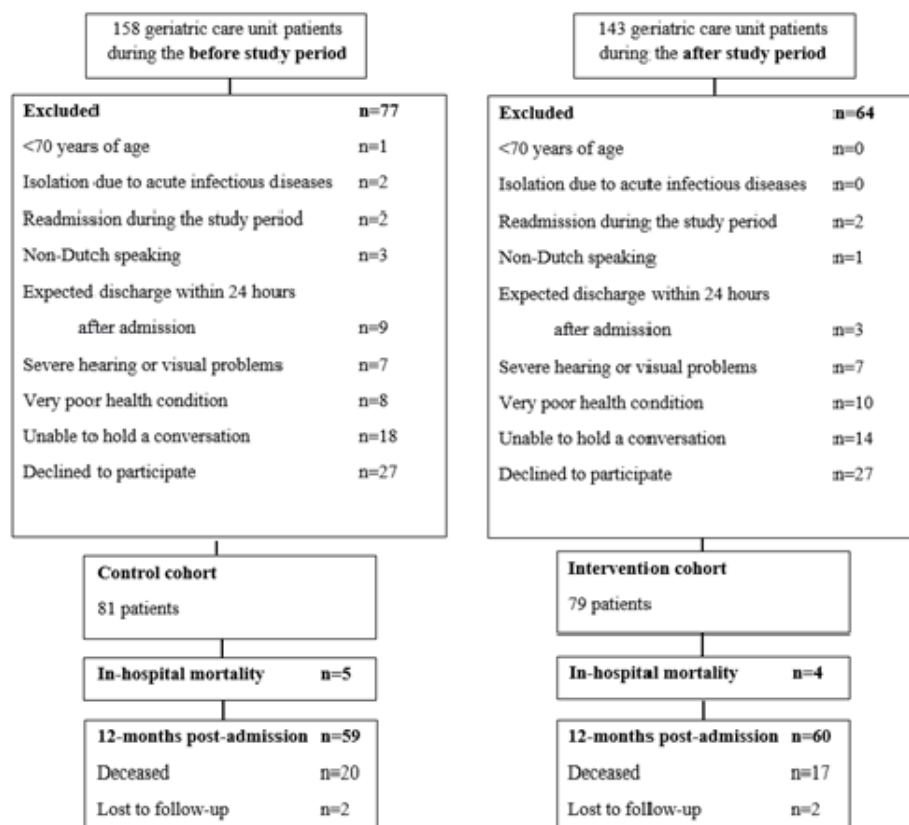 158 geriatric care unit patients
during the before study period
Excluded n=77
<70 years of age n=1
Isolation due to acute infectious diseases n=2
Readmission during the study period n=2
Non-Dutch speaking n=3
Expected discharge within 24 hours
after admission n=9
Severe hearing or visual problems n=7
Very poor health condition n=8
Unable to hold a conversation n=18
Declined to participate n=27
Control cohort
81 patients
In-hospital mortality n=5
12-months post-admission n=59
Deceased n=20
Lost to follow-up n=2
143 geriatric care unit patients
during the after study period
Excluded n=64
<70 years of age n=0
Isolation due to acute infectious diseases n=0
Readmission during the study period n=2
Non-Dutch speaking n=1
Expected discharge within 24 hours
after admission n=3
Severe hearing or visual problems n=7
Very poor health condition n=10
Unable to hold a conversation n=14
Declined to participate n=27
Intervention cohort
79 patients
In-hospital mortality n=4
12-months post-admission n=60
Deceased n=17
Lost to follow-up n=2